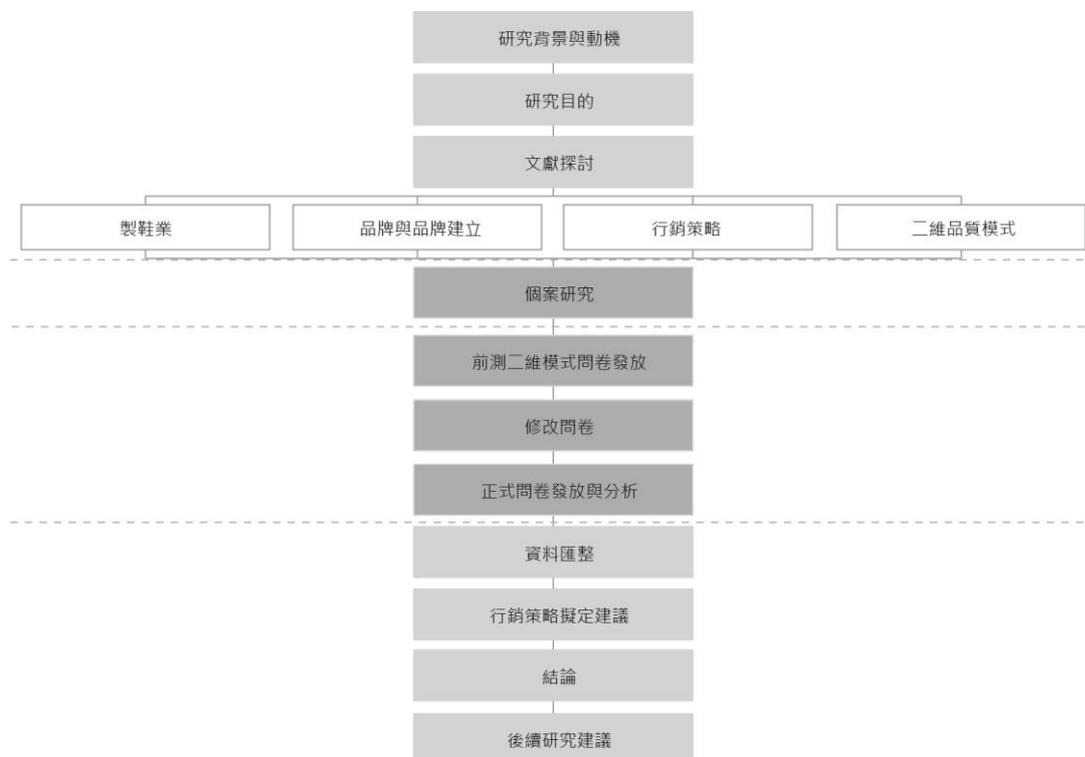 研究背景與動機
研究目的
文獻探討
製鞋業
品牌與品牌建立
行銷策略
二維品質模式
個案研究
前測二維模式問卷發放
修改問卷
正式問卷發放與分析
資料匯整
行銷策略擬定建議
結論
後續研究建議